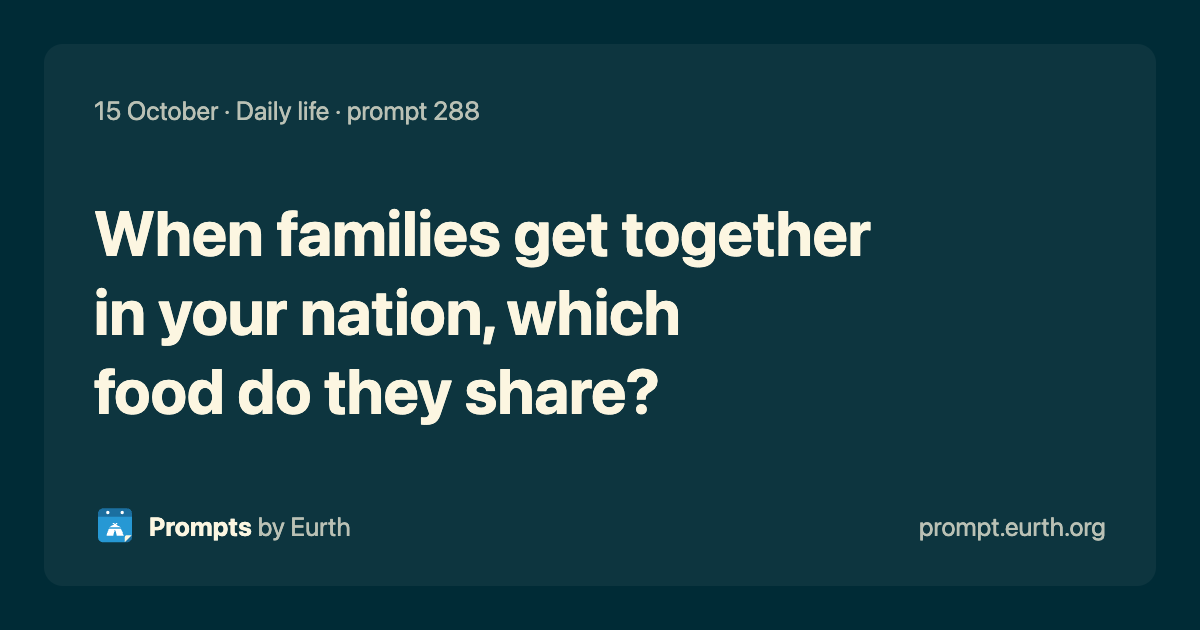 15 October · Daily life · prompt 288
When families get together
in your nation, which
food do they share?
Prompts by Eurth
prompt.eurth.org